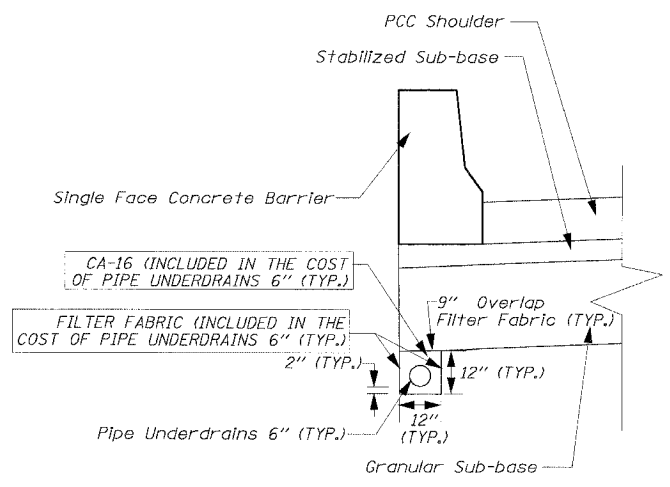 PCC Shoulder
Stabilized Sub-base
Single Face Concrete Barrier
CA-16 (INCLUDED IN THE COST
OF PIPE UNDERDRAINS 6" (TYP.)
9" Overlap
Filter Fabric (TYP.)
FILTER FABRIC (INCLUDED IN THE
COST OF PIPE UNDERDRAINS 6" (TYP.)
2" (TYP.)
12" (TYP.)
12"
(TYP.)
Pipe Underdrains 6" (TYP.)
Granular Sub-base